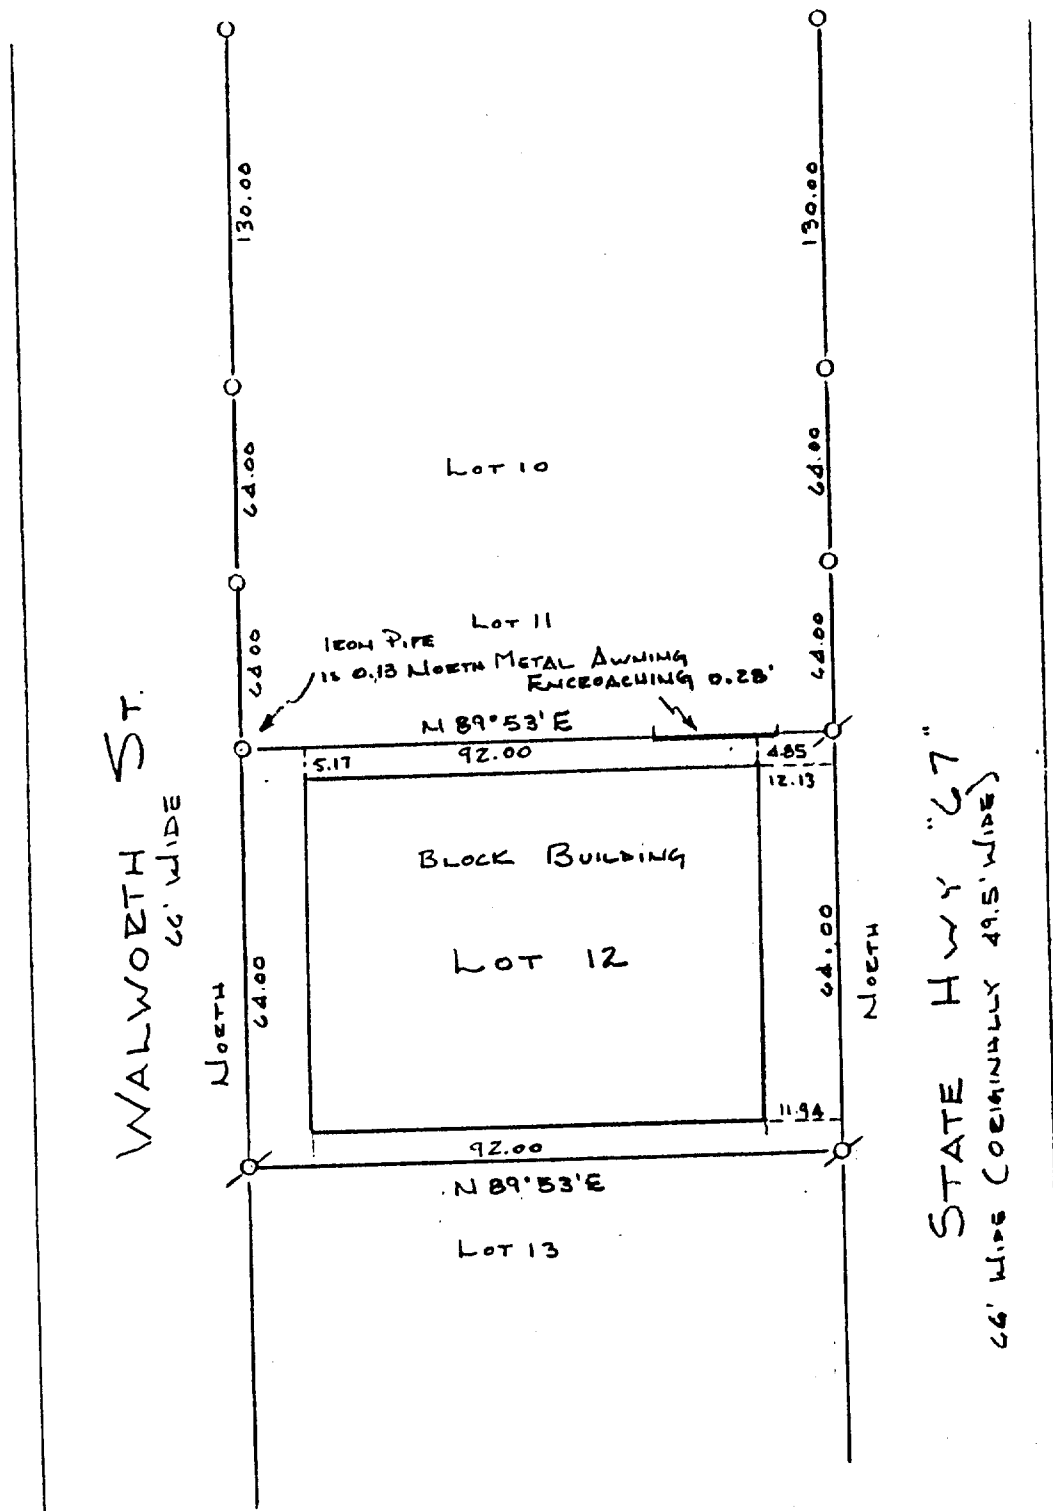 130.00
130.00
64.00
64.00
LOT 10
LOT 11
64.00
64.00
IRON PIPE
IS 0.13 NORTH
METAL AWNING
ENCROACHING 0.28'
N 89°53'E
92.00
5.17
4.85
12.13
BLOCK BUILDING
LOT 12
WALWORTH ST.
66' WIDE
NORTH
64.00
64.00
NORTH
STATE HWY "67"
66' WIDE (ORIGINALLY 49.5' WIDE)
11.94
92.00
N 89°53'E
LOT 13